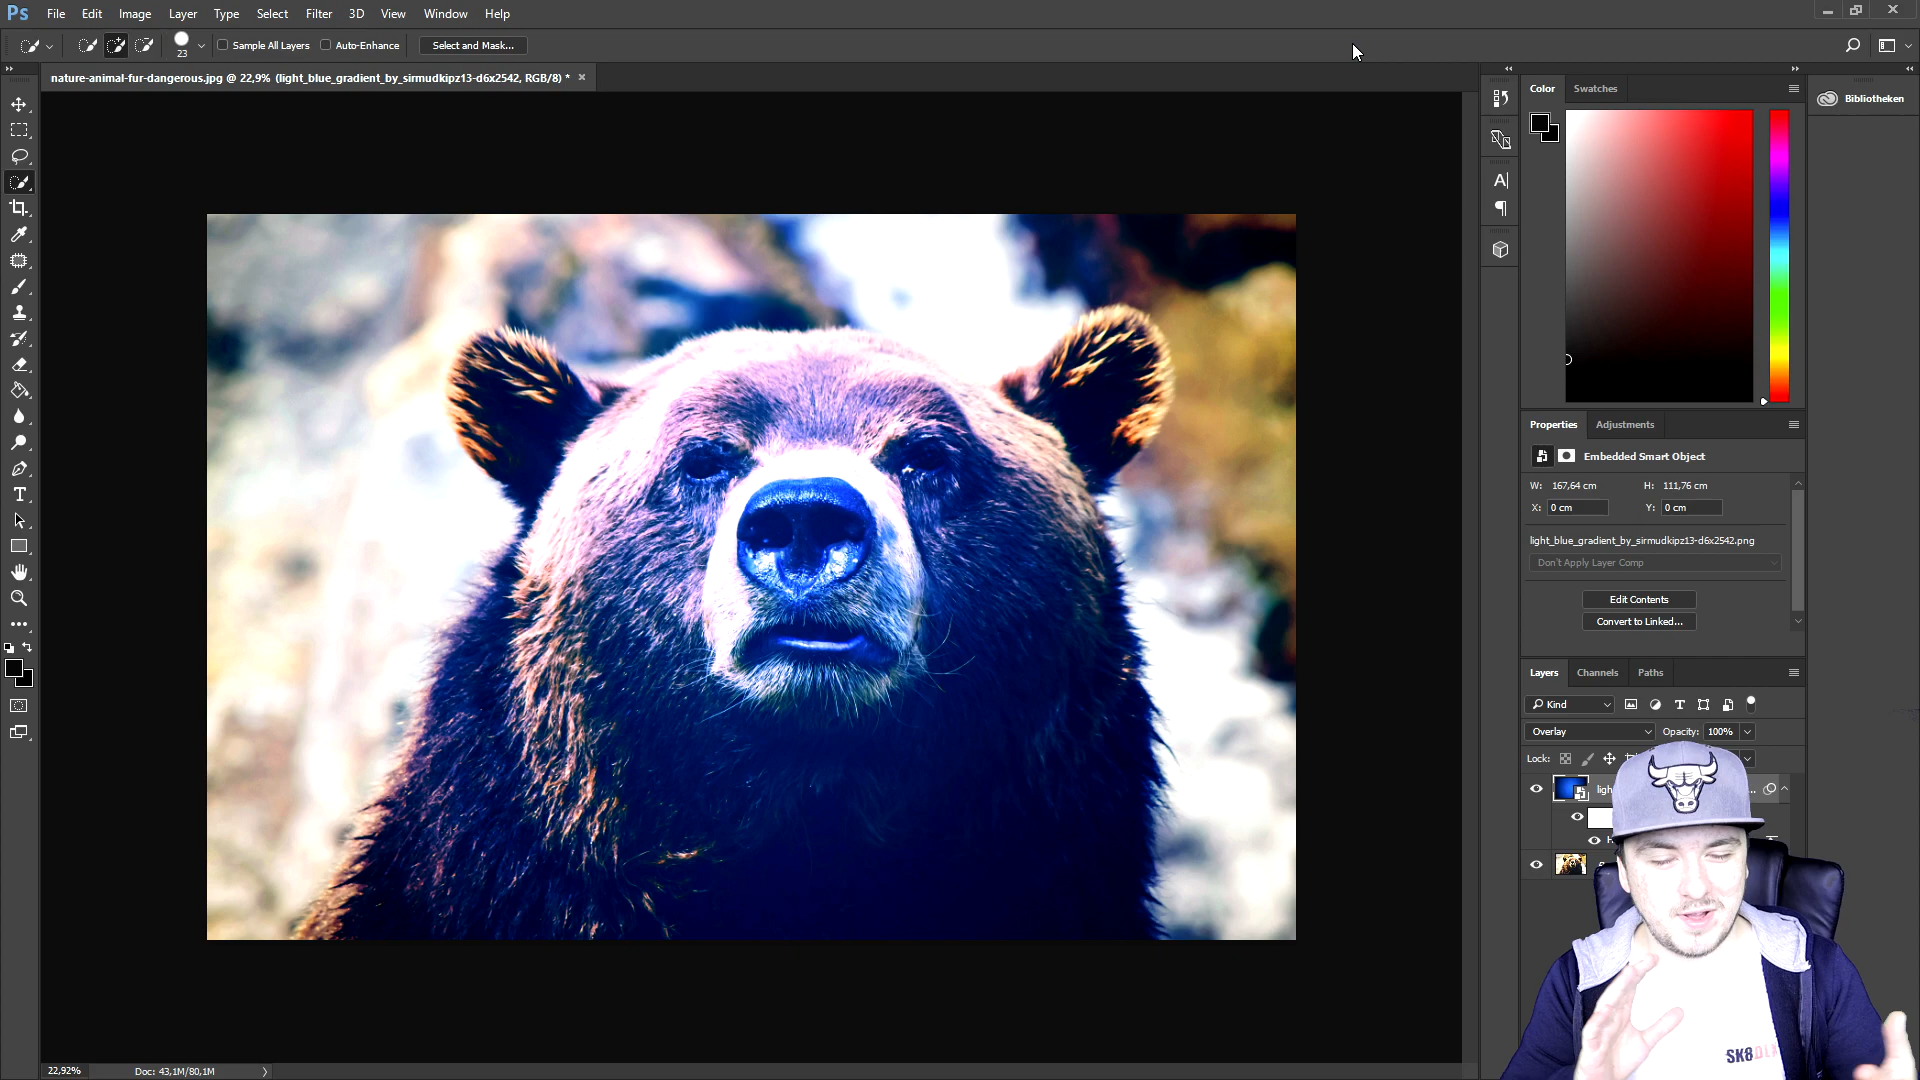 Ps File Edit Image Layer Type Select Filter 3D View Window Help
23 Sample All Layers Auto-Enhance Select and Mask...
nature-animal-fur-dangerous.jpg @ 22,9% (light_blue_gradient_by_sirmudkipz13-d6x2542, RGB/8) *
Color Swatches
Bibliotheken
Properties Adjustments
Embedded Smart Object
W: 167,64 cm H: 111,76 cm
X: 0 cm Y: 0 cm
light_blue_gradient_by_sirmudkipz13-d6x2542.png
Don't Apply Layer Comp
Edit Contents
Convert to Linked...
Layers Channels Paths
Kind
Overlay Opacity: 100%
Lock:
SK8DLX
22,92% Doc: 43,1M/80,1M